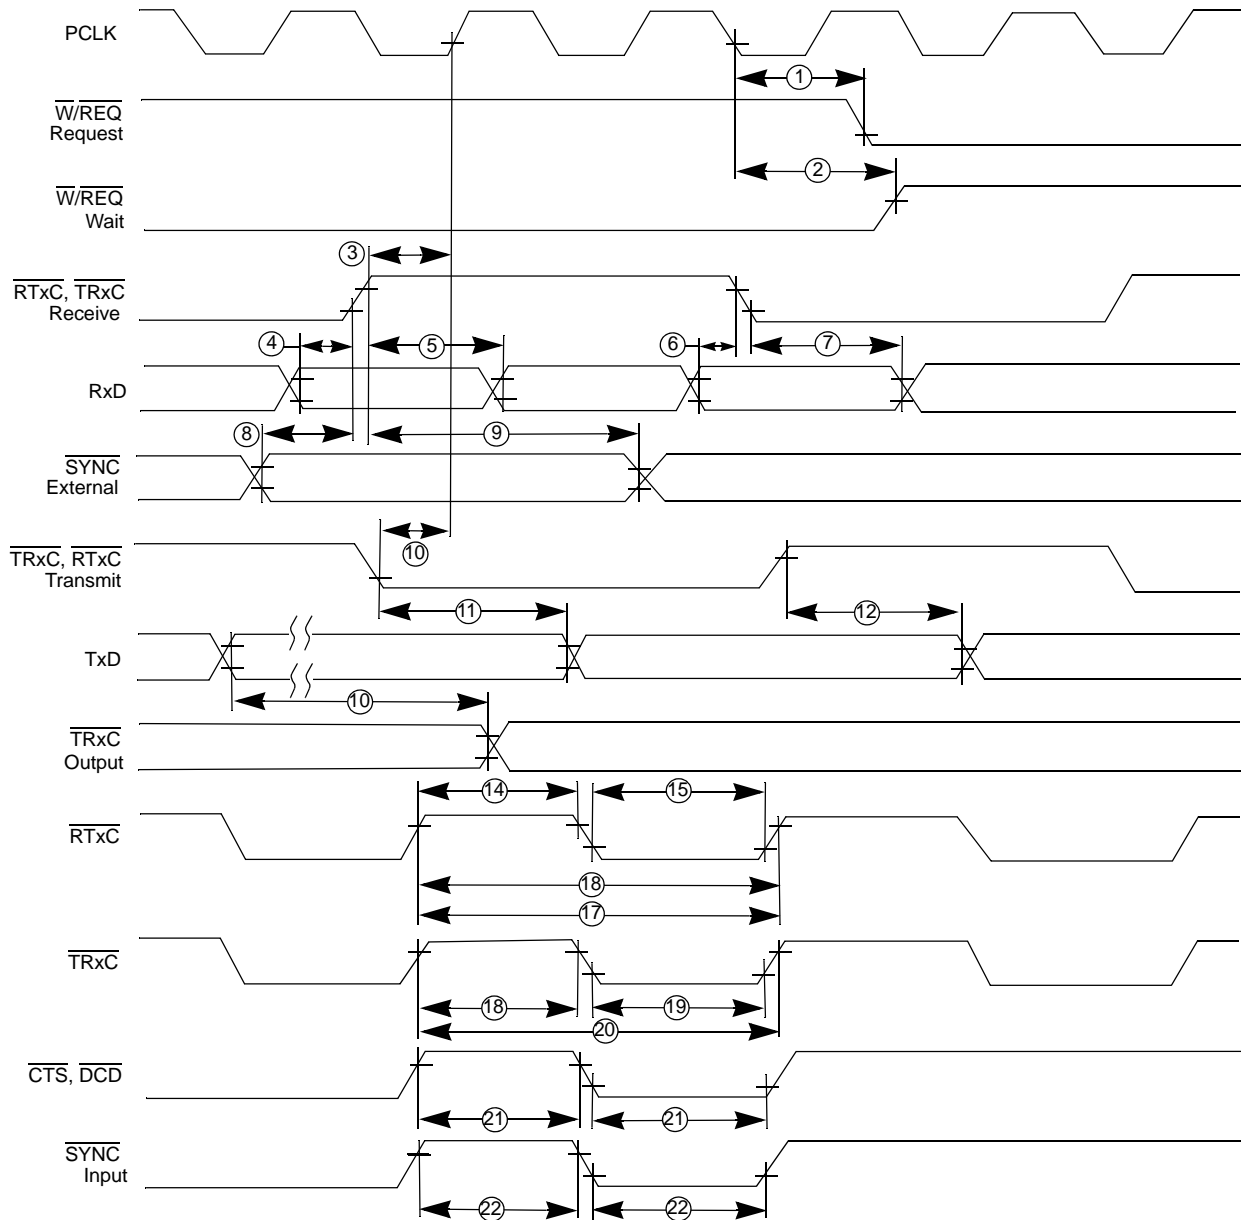 PCLK
1
W/REQ
Request
2
W/REQ
Wait
3
RTxC, TRxC
Receive
4
5
6
7
RxD
8
9
SYNC
External
10
TRxC, RTxC
Transmit
11
12
TxD
10
TRxC
Output
14
15
RTxC
18
17
TRxC
18
19
20
CTS, DCD
21
21
SYNC
Input
22
22